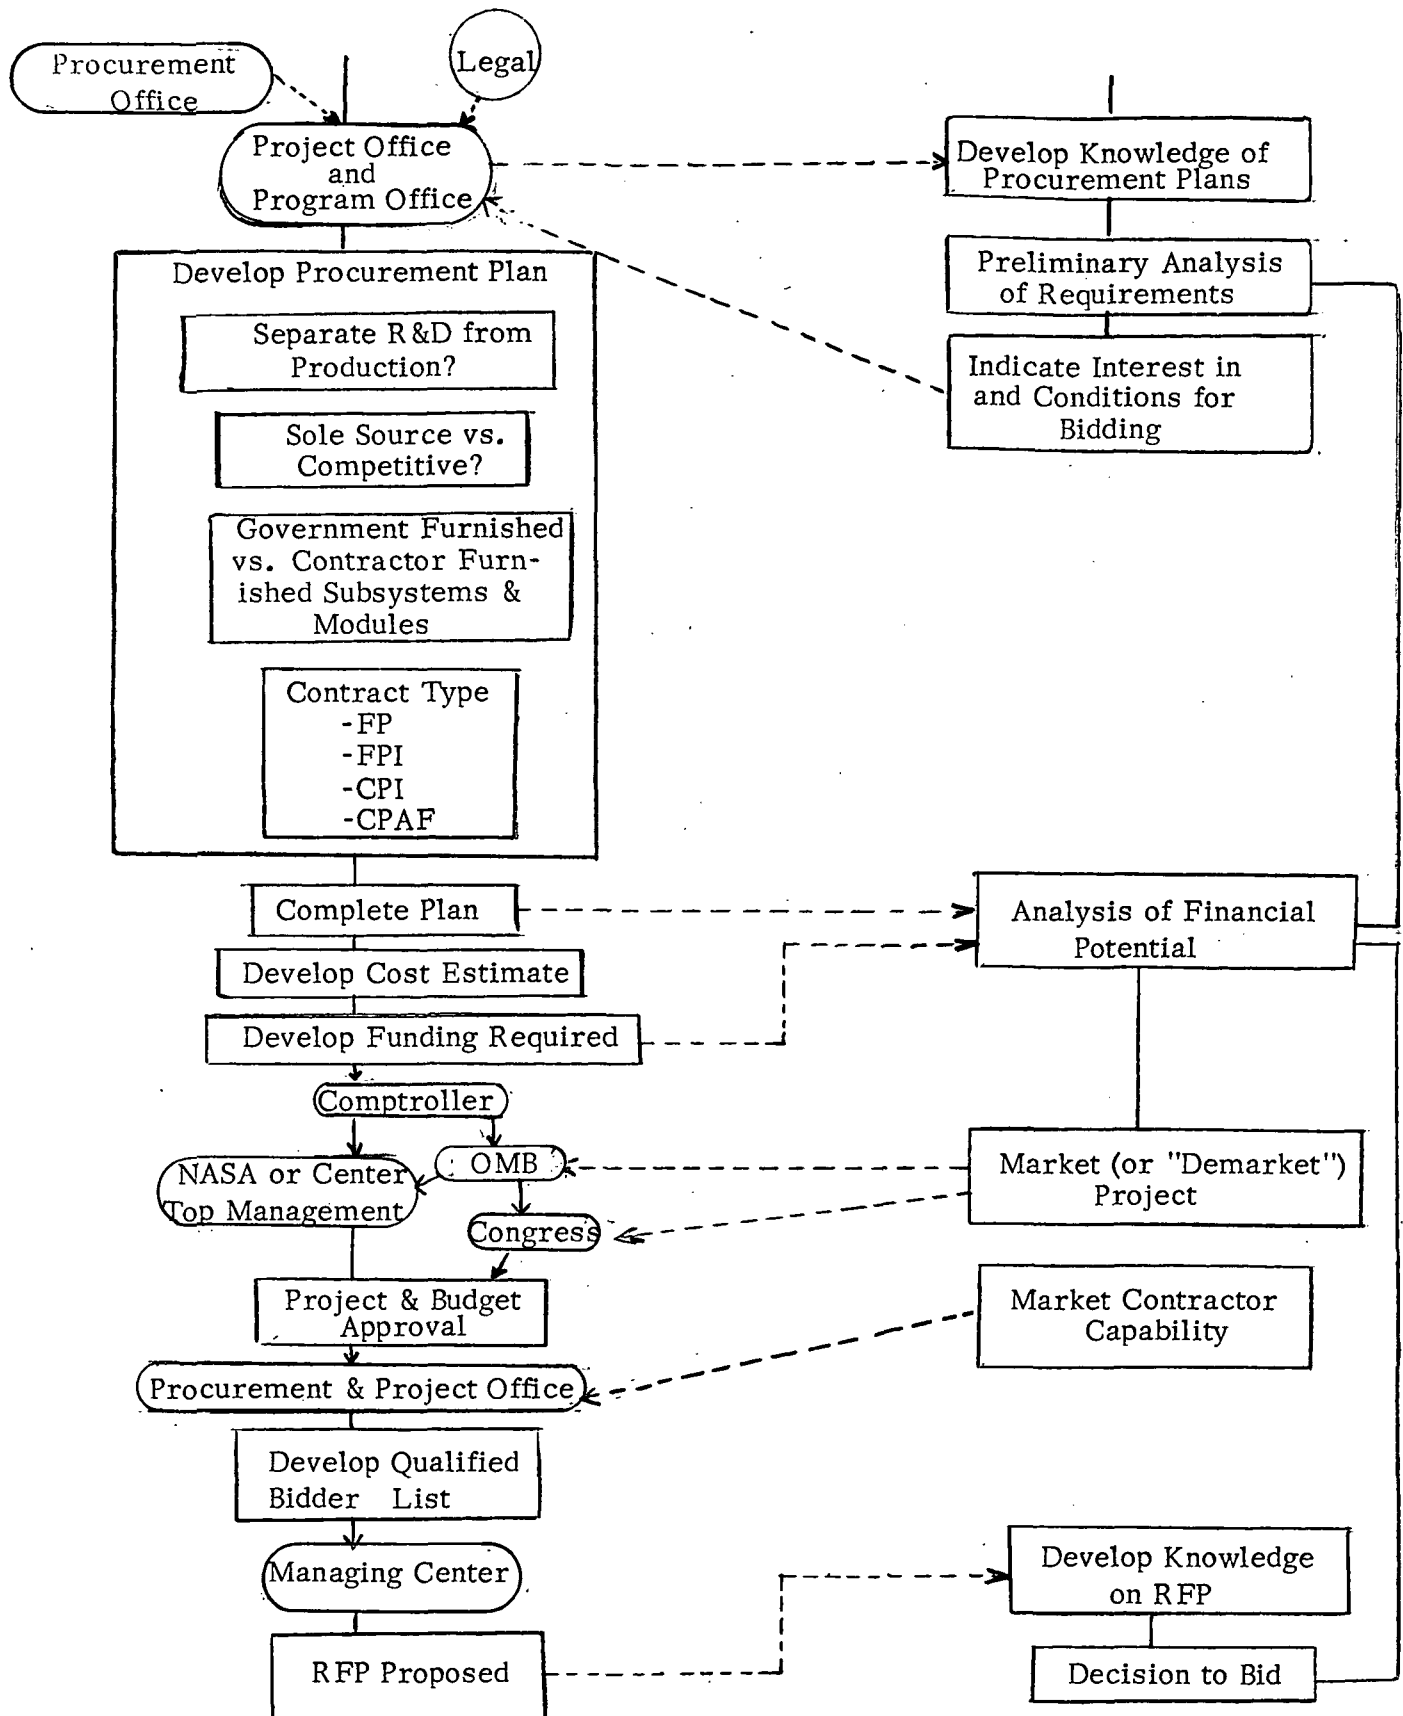 Procurement
Office
Legal
Project Office
and
Program Office
Develop Procurement Plan
Separate R&D from
Production?
Sole Source vs.
Competitive?
Government Furnished
vs. Contractor Furn-
ished Subsystems &
Modules
Contract Type
-FP
-FPI
-CPI
-CPAF
Complete Plan
Develop Cost Estimate
Develop Funding Required
Comptroller
OMB
NASA or Center
Top Management
Congress
Project & Budget
Approval
Procurement & Project Office
Develop Qualified
Bidder List
Managing Center
RFP Proposed
Develop Knowledge of
Procurement Plans
Preliminary Analysis
of Requirements
Indicate Interest in
and Conditions for
Bidding
Analysis of Financial
Potential
Market (or "Demarket")
Project
Market Contractor
Capability
Develop Knowledge
on RFP
Decision to Bid